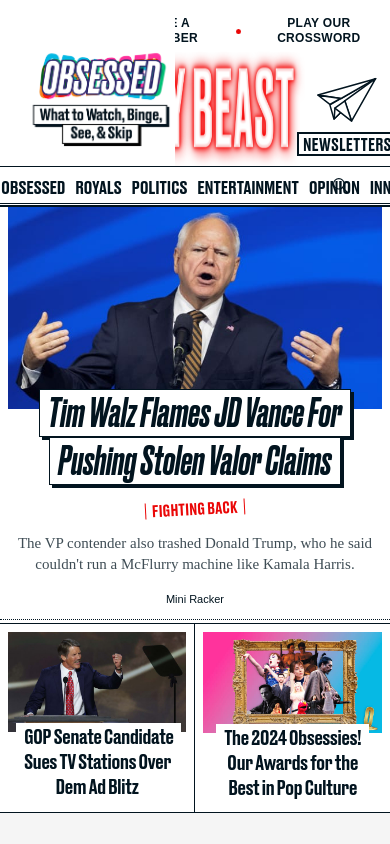 PLAY OUR
CROSSWORD
OBSESSED
What to Watch, Binge,
See, & Skip
BEAST
NEWSLETTERS
OBSESSED ROYALS POLITICS ENTERTAINMENT OPINION INN
Tim Walz Flames JD Vance For
Pushing Stolen Valor Claims
FIGHTING BACK
The VP contender also trashed Donald Trump, who he said
couldn't run a McFlurry machine like Kamala Harris.
Mini Racker
GOP Senate Candidate
Sues TV Stations Over
Dem Ad Blitz
The 2024 Obsessies!
Our Awards for the
Best in Pop Culture